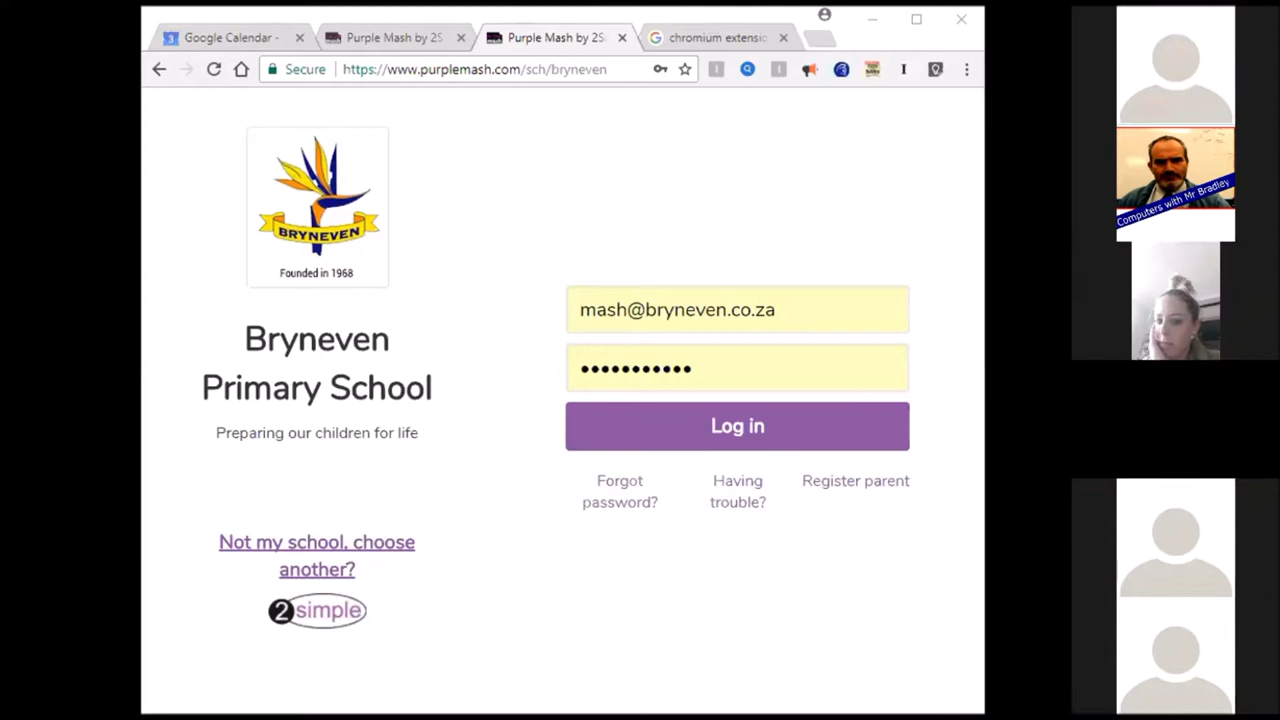 Google Calendar -
Purple Mash by 2S
Purple Mash by 2S
chromium extensio
Secure
https://www.purplemash.com/sch/bryneven
BRYNEVEN
Founded in 1968
Bryneven
Primary School
Preparing our children for life
Not my school, choose
another?
2simple
mash@bryneven.co.za
•••••••••••
Log in
Forgot
password?
Having
trouble?
Register parent
Computers with Mr Bradley